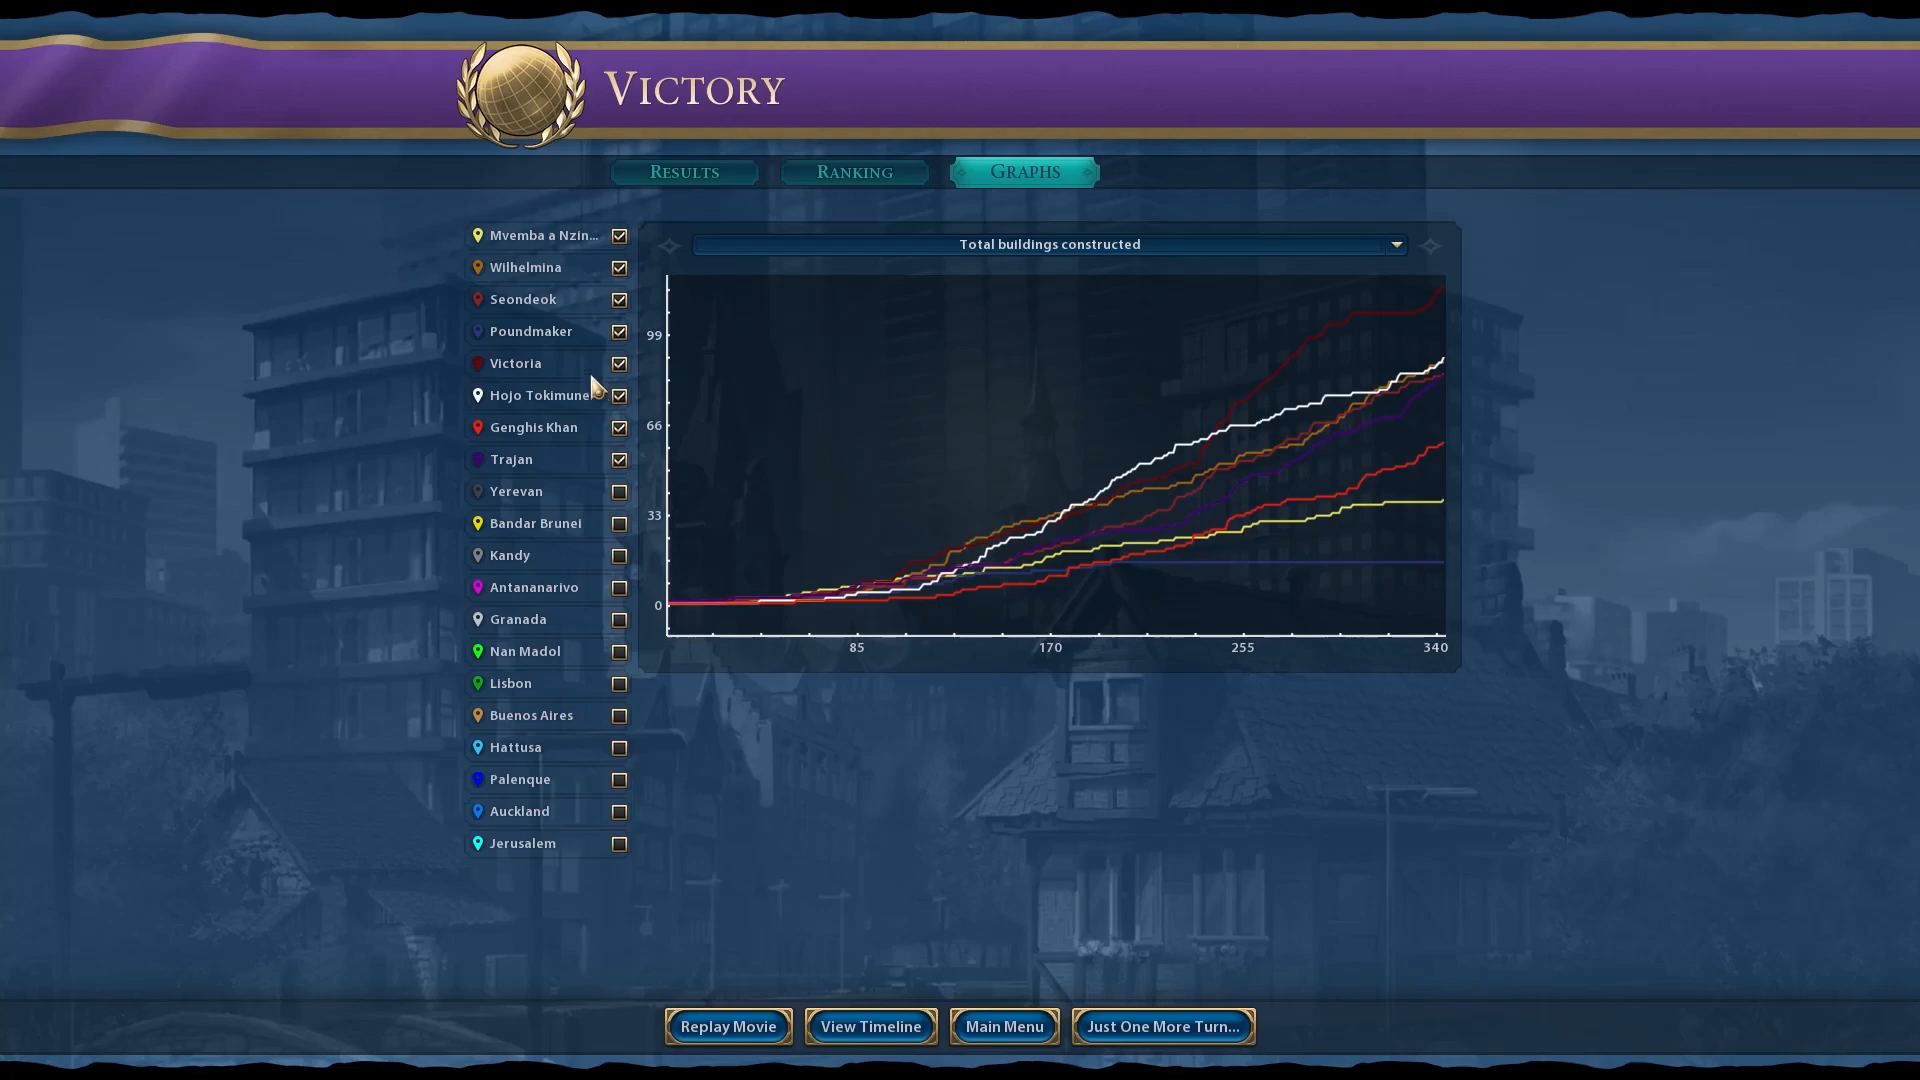 VICTORY
RESULTS
RANKING
GRAPHS
Mvemba a Nzin...
Wilhelmina
Seondeok
Poundmaker
Victoria
Hojo Tokimune
Genghis Khan
Trajan
Yerevan
Bandar Brunei
Kandy
Antananarivo
Granada
Nan Madol
Lisbon
Buenos Aires
Hattusa
Palenque
Auckland
Jerusalem
Total buildings constructed
99
66
33
0
85
170
255
340
Replay Movie
View Timeline
Main Menu
Just One More Turn...